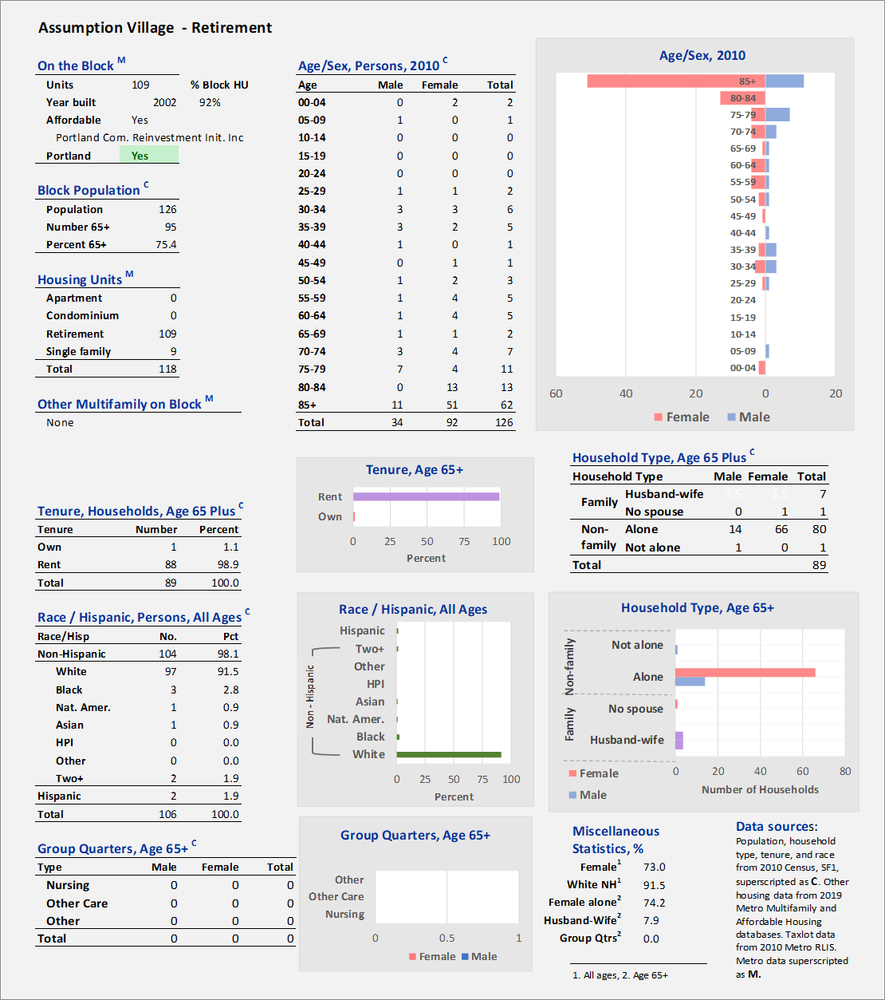 Assumption Village - Retirement
On the Block M
Units 109 % Block HU
Year built 2002 92%
Affordable Yes
Portland Com. Reinvestment Init. Inc
Portland Yes
Block Population C
Population 126
Number 65+ 95
Percent 65+ 75.4
Housing Units M
Apartment 0
Condominium 0
Retirement 109
Single family 9
Total 118
Other Multifamily on Block M
None
Age/Sex, Persons, 2010 C
Age Male Female Total
00-04 0 2 2
05-09 1 0 1
10-14 0 0 0
15-19 0 0 0
20-24 0 0 0
25-29 1 1 2
30-34 3 3 6
35-39 3 2 5
40-44 1 0 1
45-49 0 1 1
50-54 1 2 3
55-59 1 4 5
60-64 1 4 5
65-69 1 1 2
70-74 3 4 7
75-79 7 4 11
80-84 0 13 13
85+ 11 51 62
Total 34 92 126
Age/Sex, 2010
85+
80-84
75-79
70-74
65-69
60-64
55-59
50-54
45-49
40-44
35-39
30-34
25-29
20-24
15-19
10-14
05-09
00-04
60 40 20 0 20
Female Male
Tenure, Households, Age 65 Plus C
Tenure Number Percent
Own 1 1.1
Rent 88 98.9
Total 89 100.0
Tenure, Age 65+
Rent
Own
0 25 50 75 100
Percent
Household Type, Age 65 Plus C
Household Type Male Female Total
Family Husband-wife 3.5 3.5 7
No spouse 0 1 1
Non-family Alone 14 66 80
Not alone 1 0 1
Total 89
Race / Hispanic, Persons, All Ages C
Race/Hisp No. Pct
Non-Hispanic 104 98.1
White 97 91.5
Black 3 2.8
Nat. Amer. 1 0.9
Asian 1 0.9
HPI 0 0.0
Other 0 0.0
Two+ 2 1.9
Hispanic 2 1.9
Total 106 100.0
Race / Hispanic, All Ages
Non - Hispanic
Hispanic
Two+
Other
HPI
Asian
Nat. Amer.
Black
White
0 25 50 75 100
Percent
Household Type, Age 65+
Non-family
Not alone
Alone
Family
No spouse
Husband-wife
0 20 40 60 80
Number of Households
Female
Male
Group Quarters, Age 65+ C
Type Male Female Total
Nursing 0 0 0
Other Care 0 0 0
Other 0 0 0
Total 0 0 0
Group Quarters, Age 65+
Other
Other Care
Nursing
0 0.5 1
Female Male
Miscellaneous
Statistics, %
Female1 73.0
White NH1 91.5
Female alone2 74.2
Husband-Wife2 7.9
Group Qtrs2 0.0
1. All ages, 2. Age 65+
Data sources:
Population, household
type, tenure, and race
from 2010 Census, SF1,
superscripted as C. Other
housing data from 2019
Metro Multifamily and
Affordable Housing
databases. Taxlot data
from 2010 Metro RLIS.
Metro data superscripted
as M.